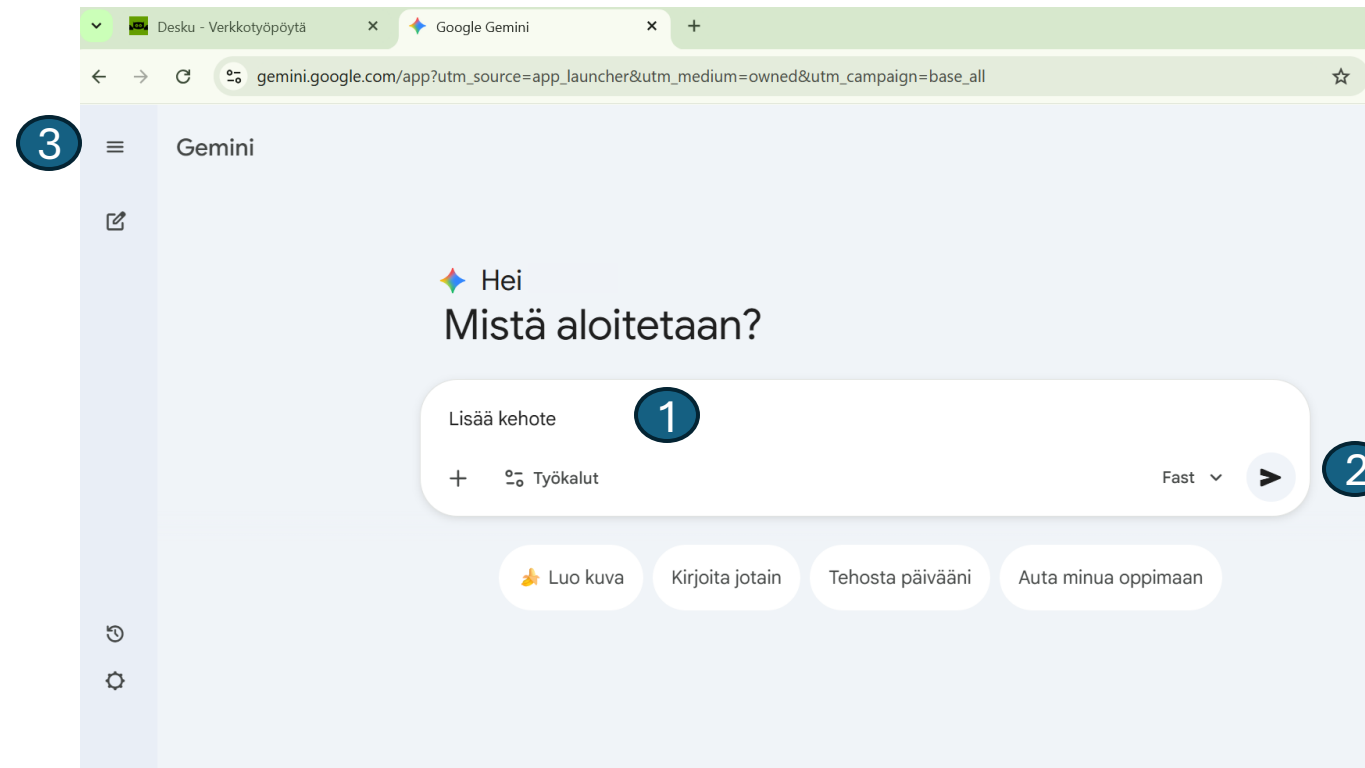 Desku - Verkkotyöpöytä
Google Gemini
gemini.google.com/app?utm_source=app_launcher&utm_medium=owned&utm_campaign=base_all
3
Gemini
Hei
Mistä aloitetaan?
Lisää kehote
1
Työkalut
Fast
2
Luo kuva
Kirjoita jotain
Tehosta päivääni
Auta minua oppimaan